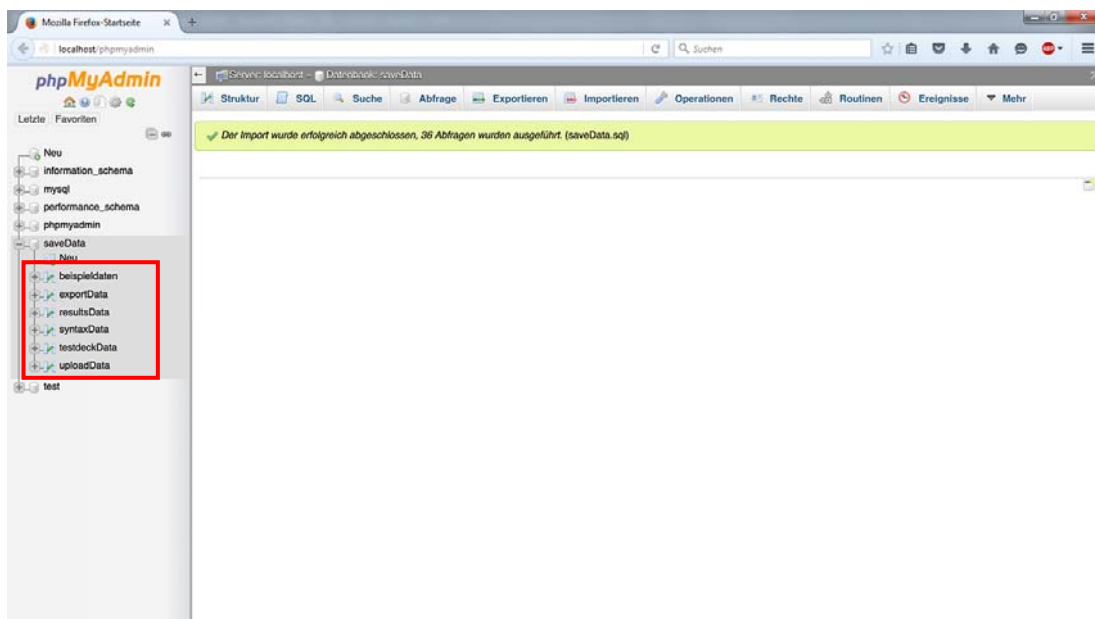 Mozilla Firefox-Startseite
localhost/phpmyadmin
Suchen
phpMyAdmin
Letzte Favoriten
Neu
information_schema
mysql
performance_schema
phpmyadmin
saveData
Neu
beispieldaten
exportData
resultsData
syntaxData
testdeckData
uploadData
test
Server: localhost - Datenbank: saveData
Struktur SQL Suche Abfrage Exportieren Importieren Operationen Rechte Routinen Ereignisse Mehr
Der Import wurde erfolgreich abgeschlossen, 36 Abfragen wurden ausgeführt. (saveData.sql)